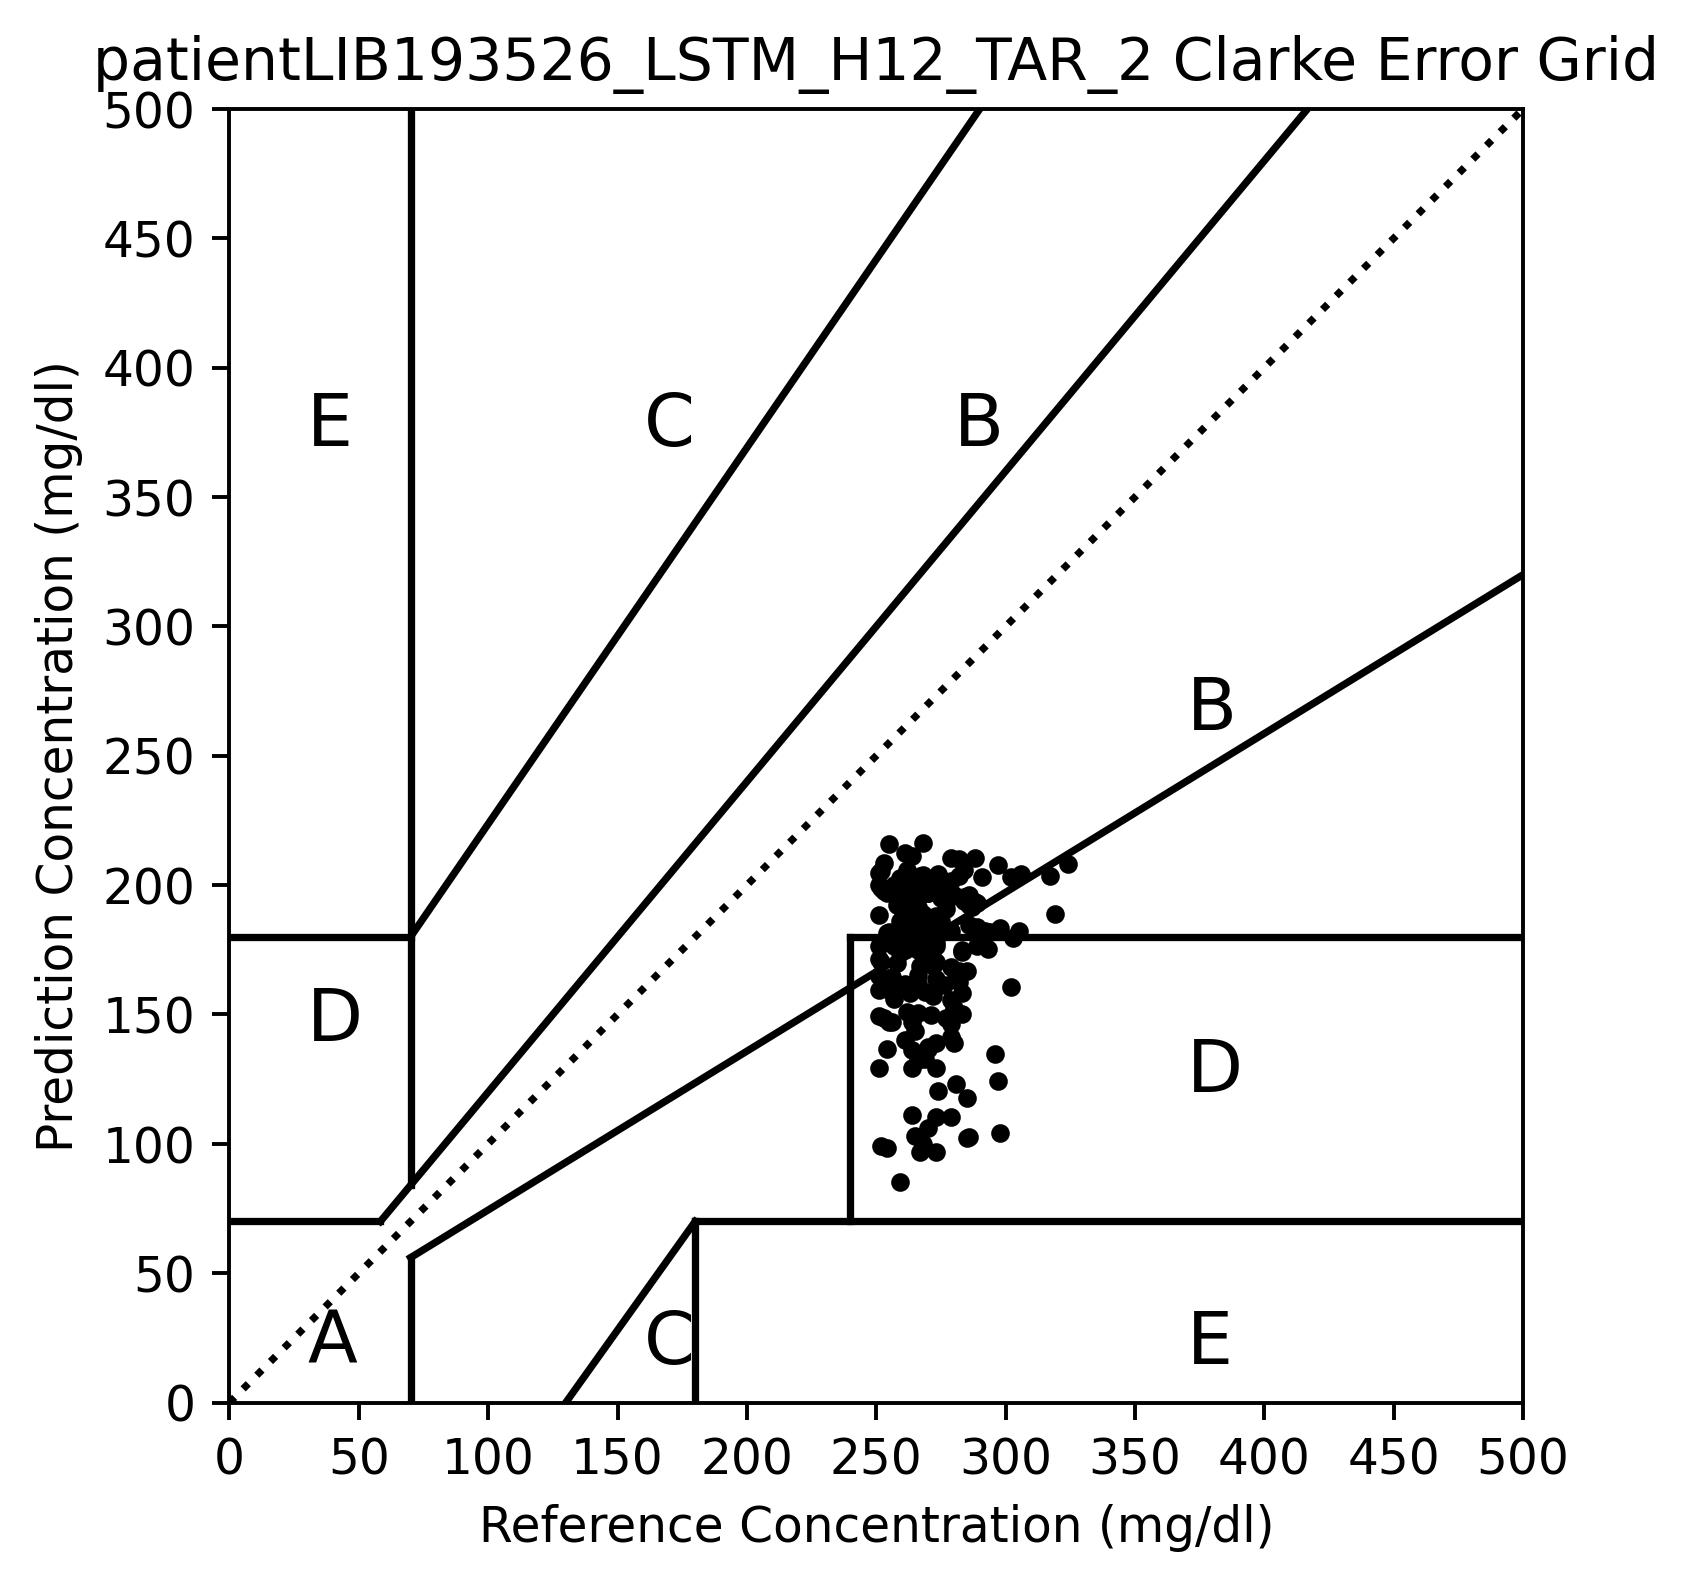 patientLIB193526_LSTM_H12_TAR_2 Clarke Error Grid
500
450
400
350
300
250
200
150
100
50
0
Prediction Concentration (mg/dl)
E
C
B
B
D
D
A
C
E
0 50 100 150 200 250 300 350 400 450 500
Reference Concentration (mg/dl)